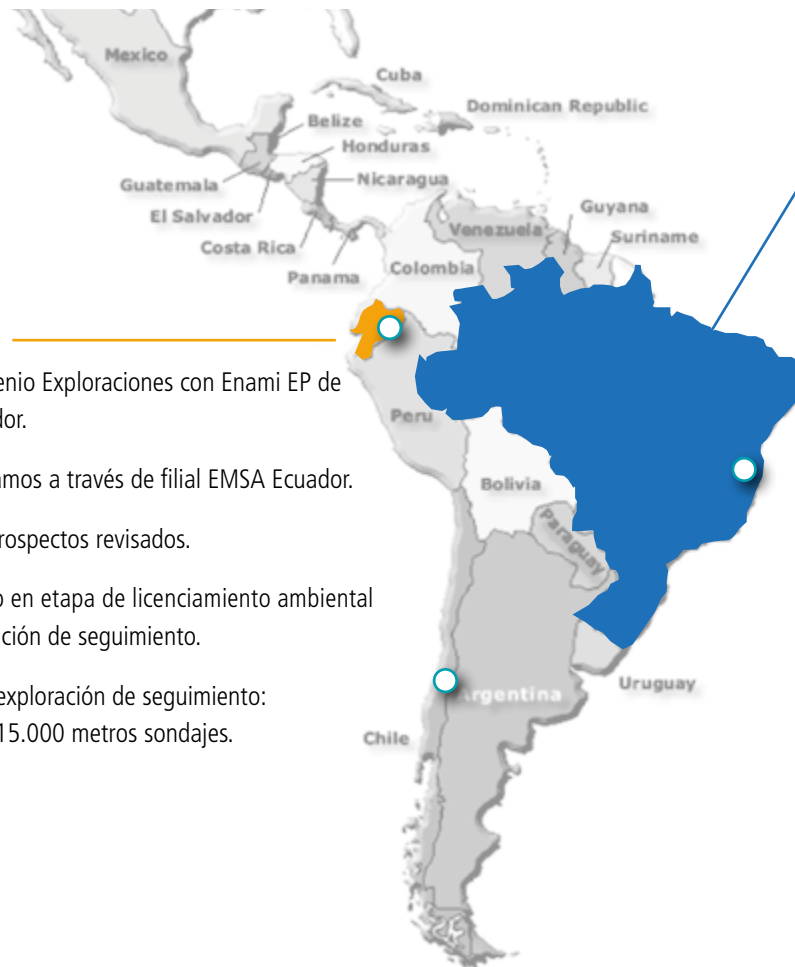 Mexico
Cuba
Dominican Republic
Belize
Honduras
Guatemala
Nicaragua
El Salvador
Guyana
Costa Rica
Venezuela
Suriname
Panama
Colombia
enio Exploraciones con Enami EP de
dor.
Peru
amos a través de filial EMSA Ecuador.
Bolivia
rospectos revisados.
Paraguay
o en etapa de licenciamiento ambiental
ción de seguimiento.
exploración de seguimiento:
15.000 metros sondajes.
Argentina
Uruguay
Chile